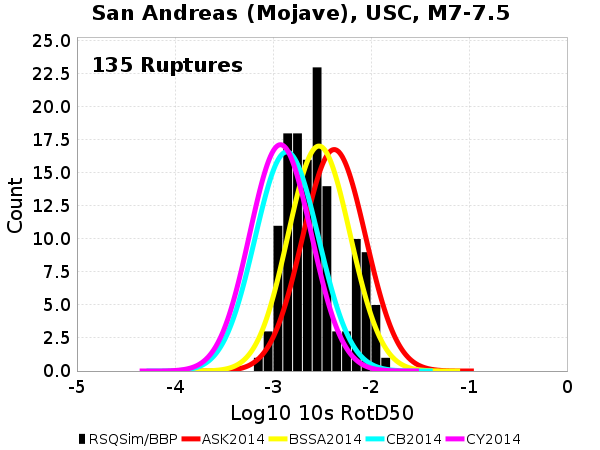 San Andreas (Mojave), USC, M7-7.5
135 Ruptures
25.0
22.5
20.0
17.5
15.0
12.5
10.0
7.5
5.0
2.5
0.0
Count
-5 -4 -3 -2 -1 0
Log10 10s RotD50
RSQSim/BBP ASK2014 BSSA2014 CB2014 CY2014